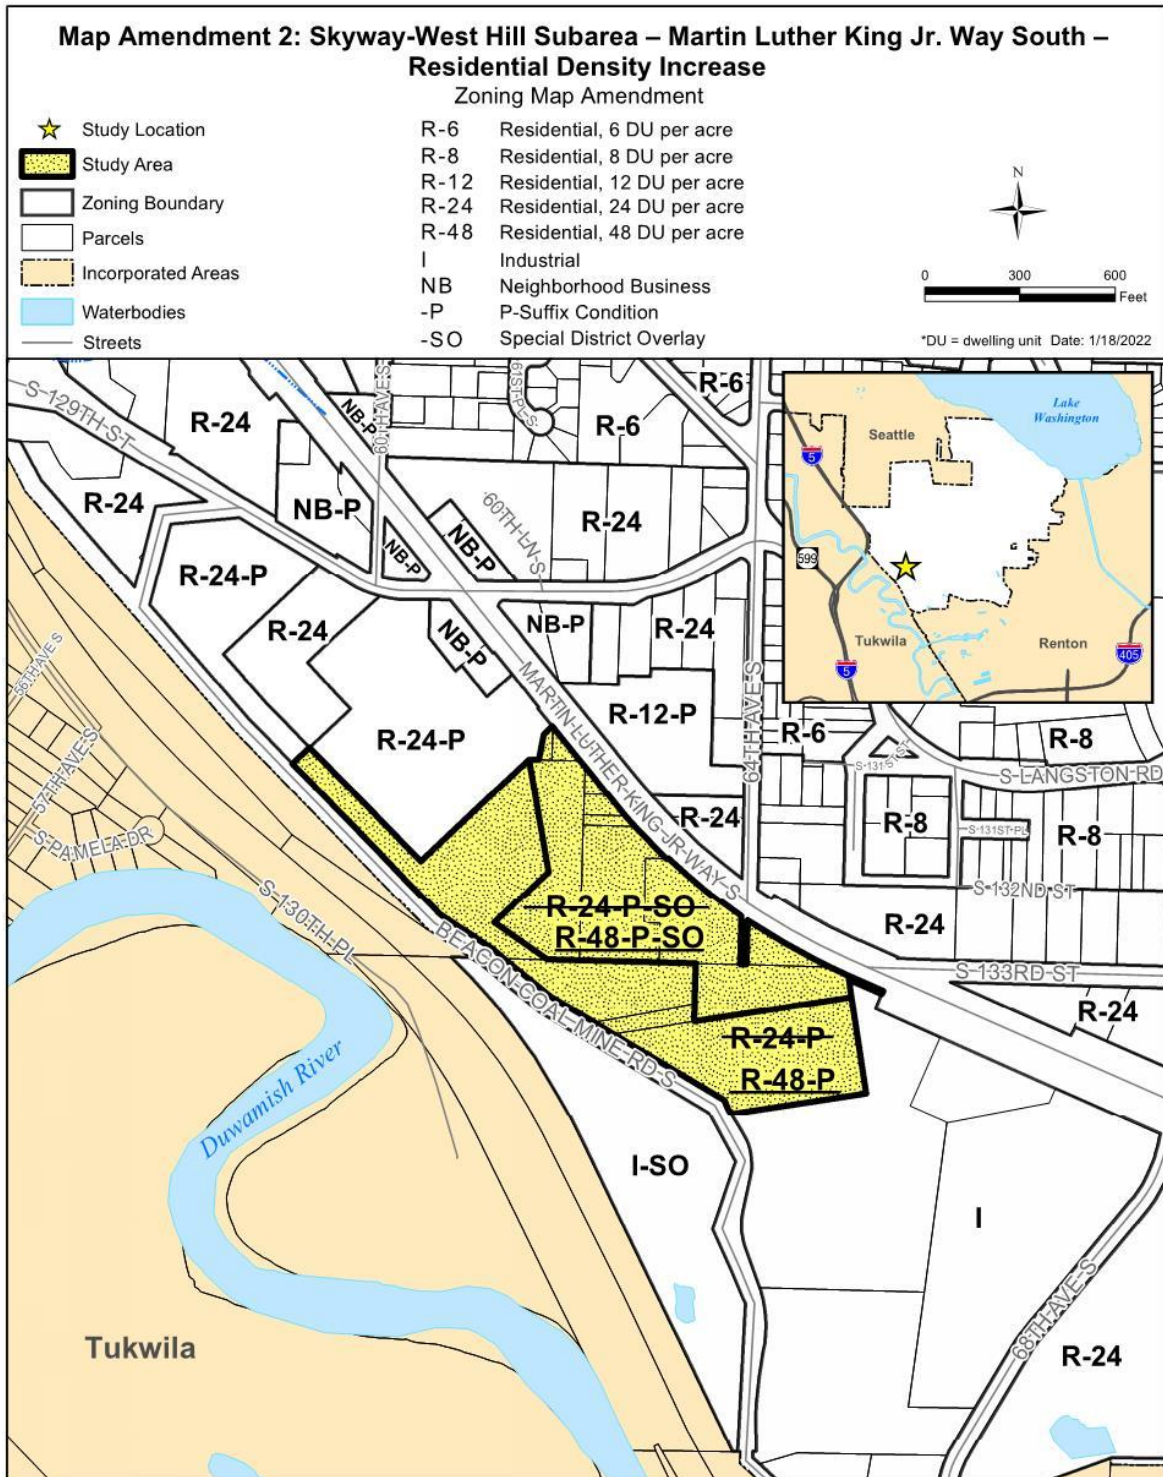 Map Amendment 2: Skyway-West Hill Subarea – Martin Luther King Jr. Way South –
Residential Density Increase
Zoning Map Amendment
Study Location
Study Area
Zoning Boundary
Parcels
Incorporated Areas
Waterbodies
Streets
R-6 Residential, 6 DU per acre
R-8 Residential, 8 DU per acre
R-12 Residential, 12 DU per acre
R-24 Residential, 24 DU per acre
R-48 Residential, 48 DU per acre
I Industrial
NB Neighborhood Business
-P P-Suffix Condition
-SO Special District Overlay
N
0 300 600
Feet
*DU = dwelling unit Date: 1/18/2022
S 129TH ST
R-24
NB-P
60TH AVE S
61ST PL S
R-6
R-6
Lake
Washington
Seattle
5
599
Tukwila
5
Renton
405
R-24
NB-P
NB-P
NB-P
60TH LN S
R-24
R-24-P
R-24
NB-P
NB-P
R-24
56TH AVE S
57TH AVE S
S PAMELA DR
R-24-P
MARTIN LUTHER KING JR WAY S
R-12-P
64TH AVE S
R-6
S 131ST ST
R-8
S LANGSTON RD
R-24
R-8
S 131ST PL
R-8
S 132ND ST
S 130TH PL
BEACON COAL MINE RD S
R-24-P-SO
R-48-P-SO
R-24
S 133RD ST
R-24
R-24-P
R-48-P
Duwamish River
I-SO
I
68TH AVE S
Tukwila
R-24